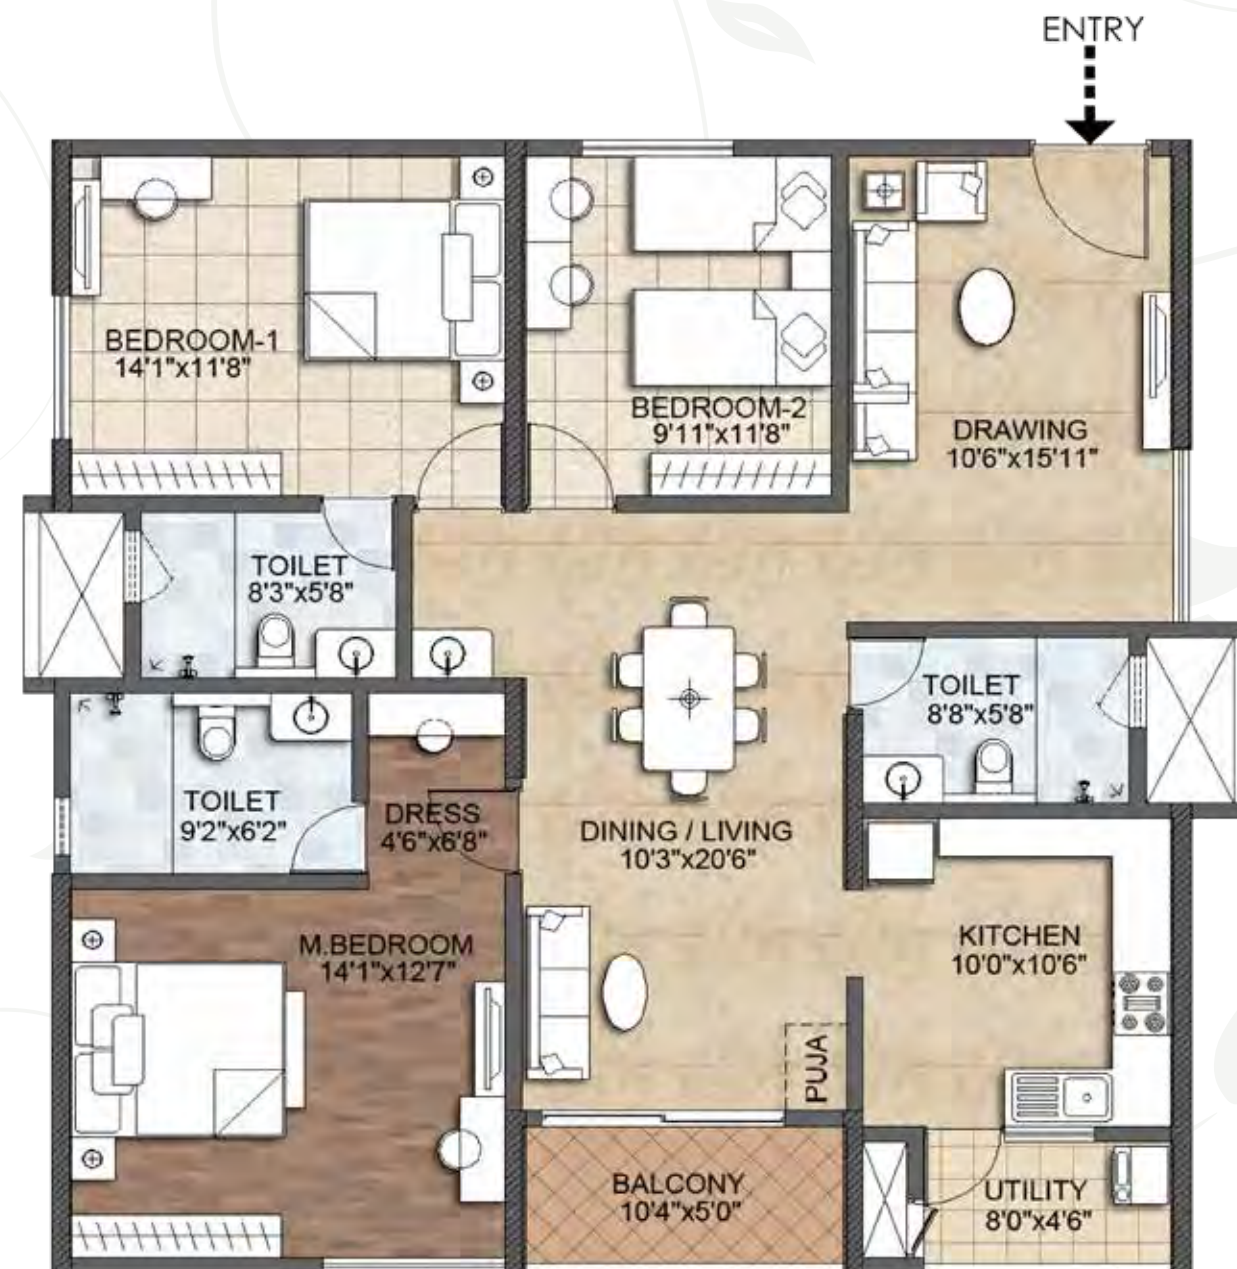 ENTRY
BEDROOM-1
14'1"x11'8"
BEDROOM-2
9'11"x11'8"
DRAWING
10'6"x15'11"
TOILET
8'3"x5'8"
TOILET
8'8"x5'8"
TOILET
9'2"x6'2"
DRESS
4'6"x6'8"
DINING / LIVING
10'3"x20'6"
M.BEDROOM
14'1"x12'7"
KITCHEN
10'0"x10'6"
PUJA
BALCONY
10'4"x5'0"
UTILITY
8'0"x4'6"